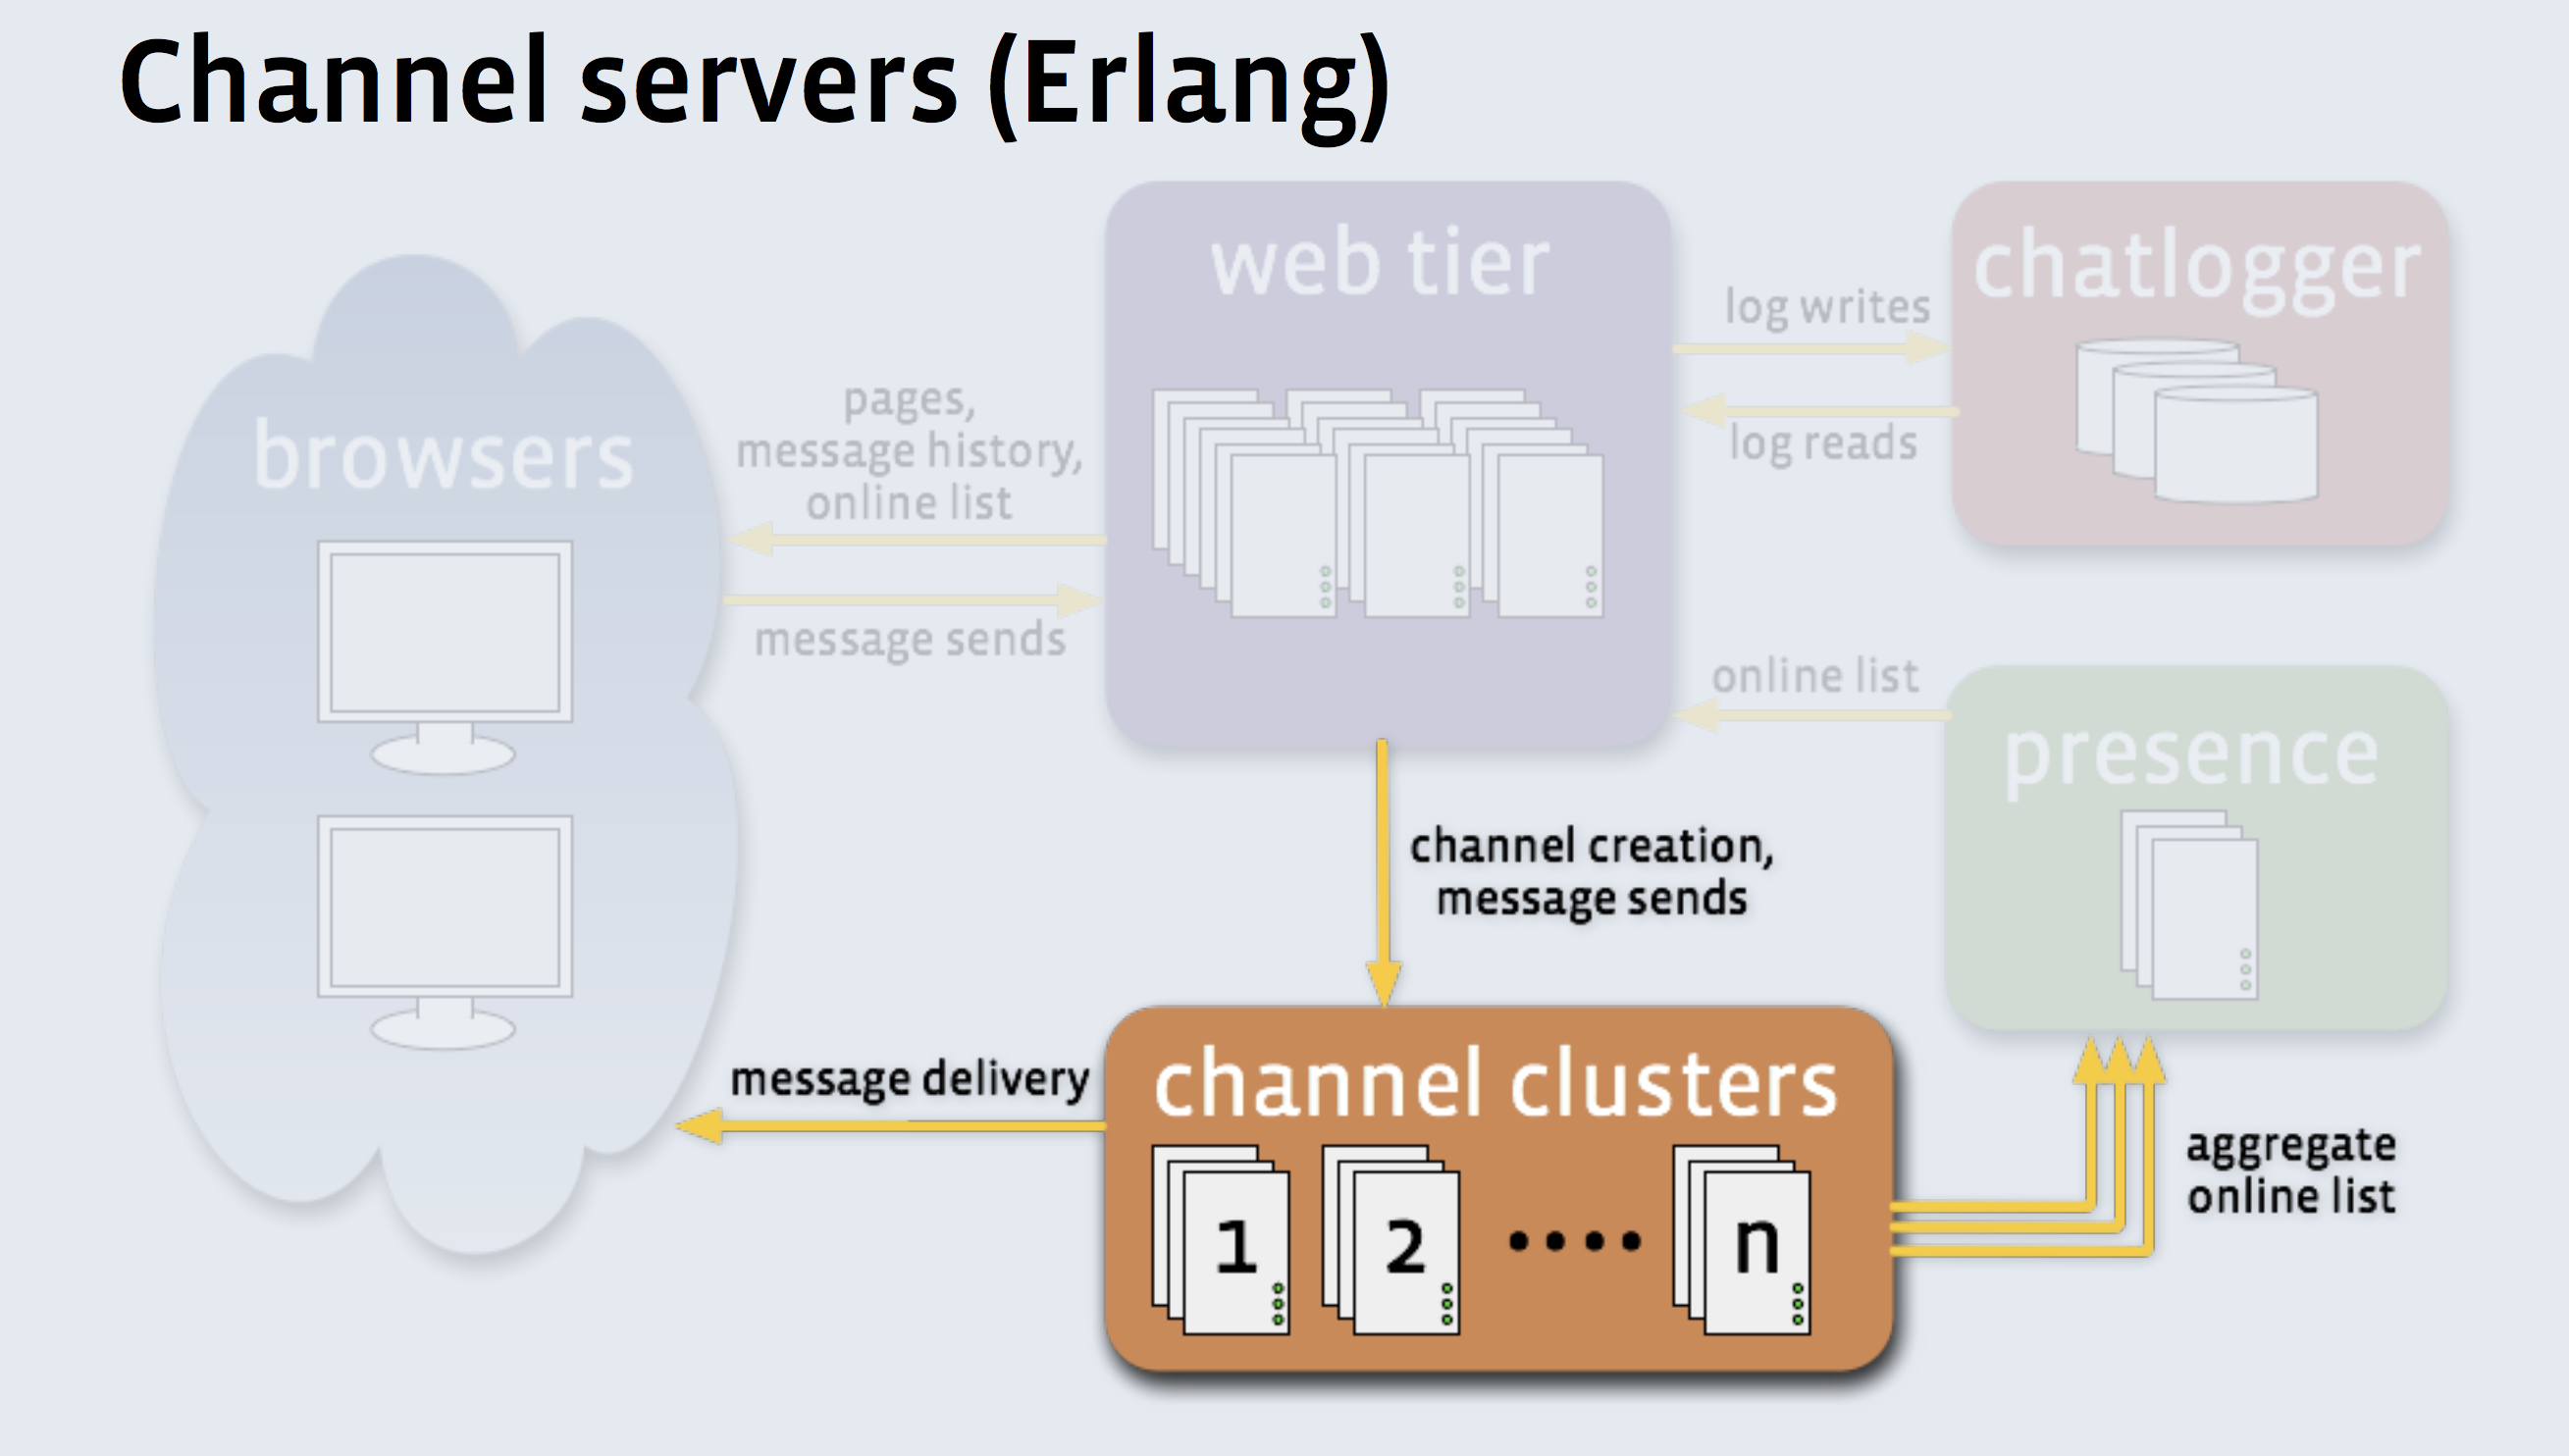 Channel servers (Erlang)
web tier
chatlogger
log writes
log reads
pages,
message history,
online list
browsers
message sends
online list
presence
channel creation,
message sends
message delivery
channel clusters
1 2 .... n
aggregate
online list